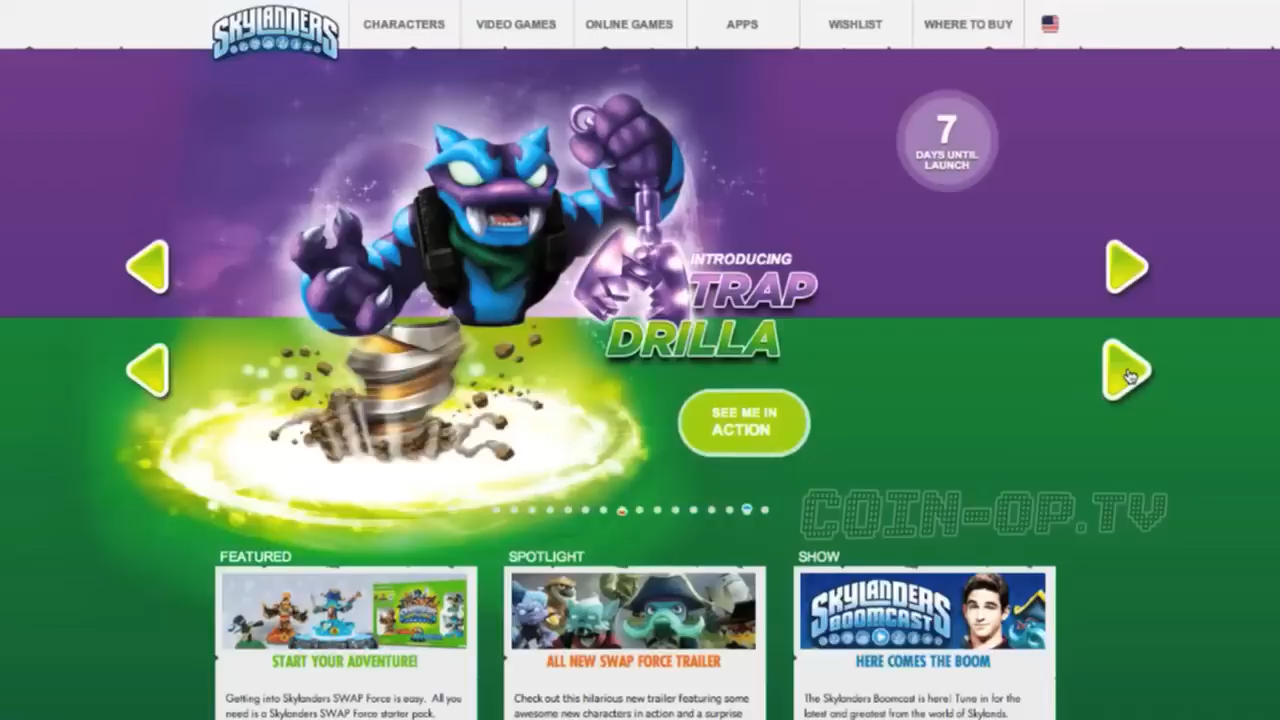 SKYLANDERS
CHARACTERS
VIDEO GAMES
ONLINE GAMES
APPS
WISHLIST
WHERE TO BUY
7
DAYS UNTIL
LAUNCH
INTRODUCING
TRAP
DRILLA
SEE ME IN
ACTION
COIN-OP.TV
FEATURED
SPOTLIGHT
SHOW
SKYLANDERS
BOOMCAST
START YOUR ADVENTURE!
ALL NEW SWAP FORCE TRAILER
HERE COMES THE BOOM
Getting into Skylanders SWAP Force is easy. All you
need is a Skylanders SWAP Force starter pack,
Check out this hilarious new trailer featuring some
awesome new characters in action and a surprise
The Skylanders Boomcast is here! Tune in for the
latest and greatest from the world of Skylands.